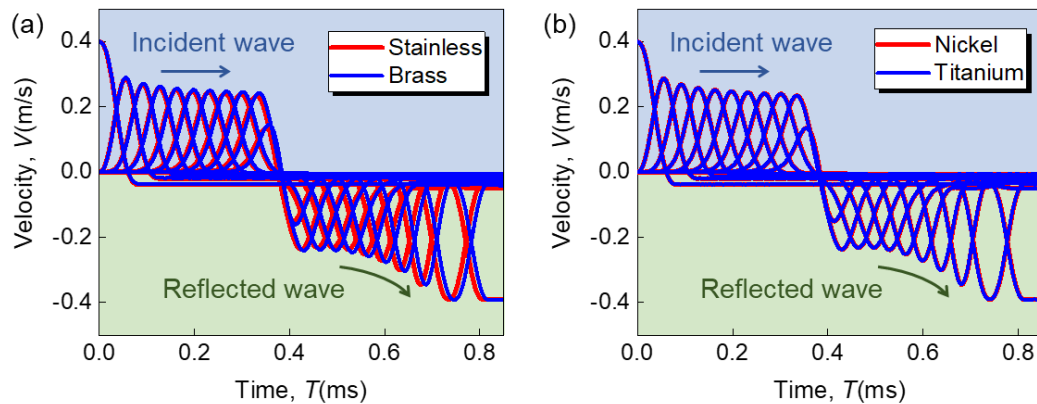 (a)
Incident wave
Stainless
Brass
Reflected wave
0.4
0.2
0.0
-0.2
-0.4
Velocity, V(m/s)
0.0
0.2
0.4
0.6
0.8
Time, T(ms)
(b)
Incident wave
Nickel
Titanium
Reflected wave
0.4
0.2
0.0
-0.2
-0.4
Velocity, V(m/s)
0.0
0.2
0.4
0.6
0.8
Time, T(ms)